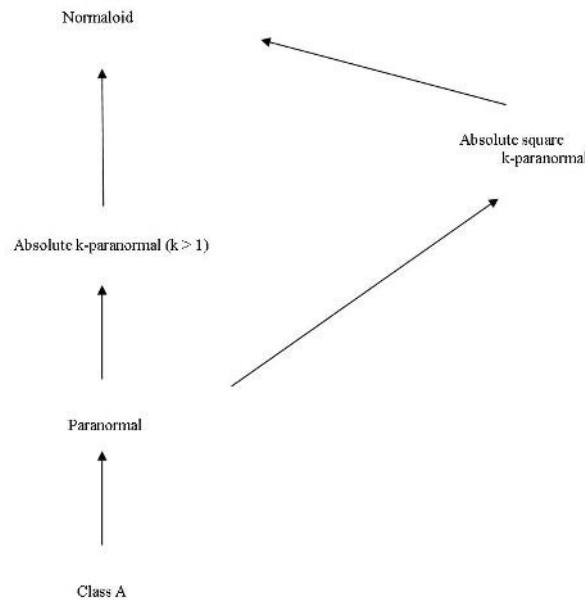 Normaloid
Absolute square
k-paranormal
Absolute k-paranormal (k > 1)
Paranormal
Class A